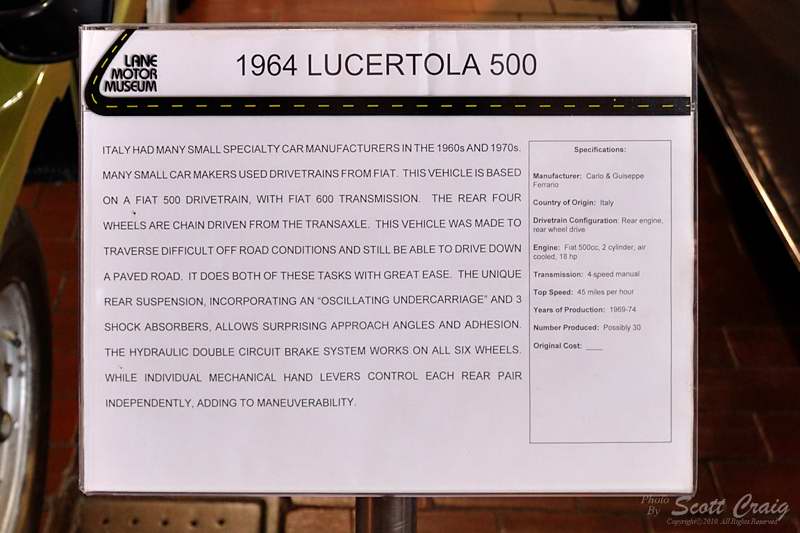 LANE
MOTOR
MUSEUM
1964 LUCERTOLA 500
ITALY HAD MANY SMALL SPECIALTY CAR MANUFACTURERS IN THE 1960s AND 1970s.
MANY SMALL CAR MAKERS USED DRIVETRAINS FROM FIAT. THIS VEHICLE IS BASED
ON A FIAT 500 DRIVETRAIN, WITH FIAT 600 TRANSMISSION. THE REAR FOUR
WHEELS ARE CHAIN DRIVEN FROM THE TRANSAXLE. THIS VEHICLE WAS MADE TO
TRAVERSE DIFFICULT OFF ROAD CONDITIONS AND STILL BE ABLE TO DRIVE DOWN
A PAVED ROAD. IT DOES BOTH OF THESE TASKS WITH GREAT EASE. THE UNIQUE
REAR SUSPENSION, INCORPORATING AN “OSCILLATING UNDERCARRIAGE” AND 3
SHOCK ABSORBERS, ALLOWS SURPRISING APPROACH ANGLES AND ADHESION.
THE HYDRAULIC DOUBLE CIRCUIT BRAKE SYSTEM WORKS ON ALL SIX WHEELS.
WHILE INDIVIDUAL MECHANICAL HAND LEVERS CONTROL EACH REAR PAIR
INDEPENDENTLY, ADDING TO MANEUVERABILITY.
Specifications:
Manufacturer: Carlo & Guiseppe
Ferrario
Country of Origin: Italy
Drivetrain Configuration: Rear engine,
rear wheel drive
Engine: Fiat 500cc, 2 cylinder, air
cooled, 18 hp
Transmission: 4 speed manual
Top Speed: 45 miles per hour
Years of Production: 1969-74
Number Produced: Possibly 30
Original Cost: ____
Photo
By Scott Craig
Copyright© 2010 All Rights Reserved